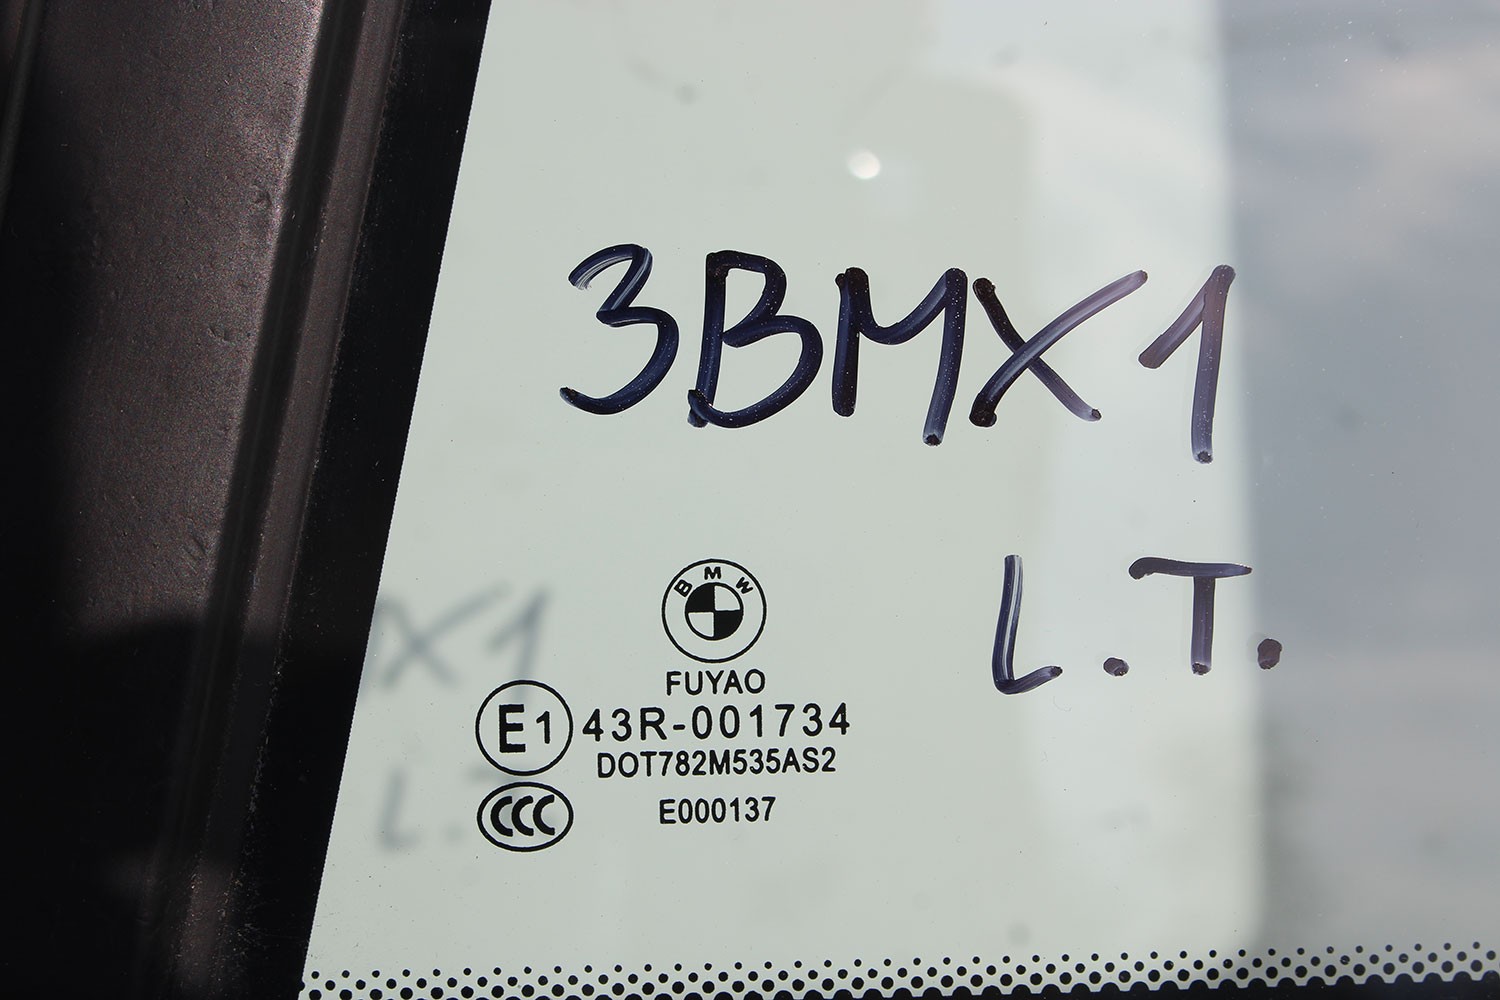 3BMX1
L.T.
BMW
FUYAO
E1 43R-001734
DOT782M535AS2
CCC E000137